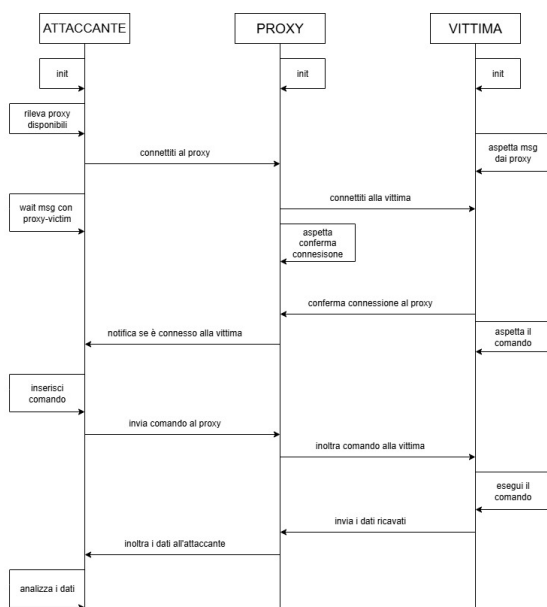 ATTACCANTE
PROXY
VITTIMA
init
init
init
rileva proxy
disponibili
aspetta msg
dai proxy
connettiti al proxy
wait msg con
proxy-victim
connettiti alla vittima
aspetta
conferma
connesisone
conferma connessione al proxy
aspetta il
comando
notifica se è connesso alla vittima
inserisci
comando
invia comando al proxy
inoltra comando alla vittima
esegui il
comando
invia i dati ricavati
inoltra i dati all'attaccante
analizza i dati